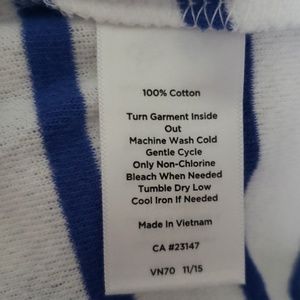 100% Cotton
Turn Garment Inside
Out
Machine Wash Cold
Gentle Cycle
Only Non-Chlorine
Bleach When Needed
Tumble Dry Low
Cool Iron If Needed
Made In Vietnam
CA #23147
VN70 11/15